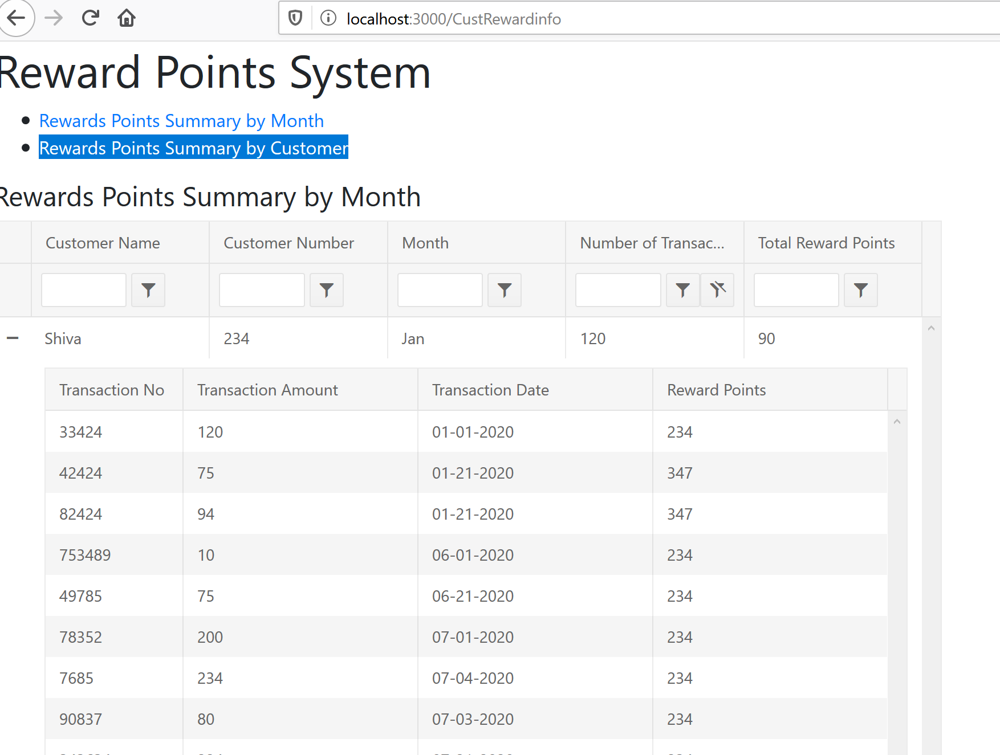 localhost:3000/CustRewardinfo
Reward Points System
Rewards Points Summary by Month
Rewards Points Summary by Customer
Rewards Points Summary by Month
Customer Name Customer Number Month Number of Transac... Total Reward Points
Shiva 234 Jan 120 90
Transaction No Transaction Amount Transaction Date Reward Points
33424 120 01-01-2020 234
42424 75 01-21-2020 347
82424 94 01-21-2020 347
753489 10 06-01-2020 234
49785 75 06-21-2020 234
78352 200 07-01-2020 234
7685 234 07-04-2020 234
90837 80 07-03-2020 234